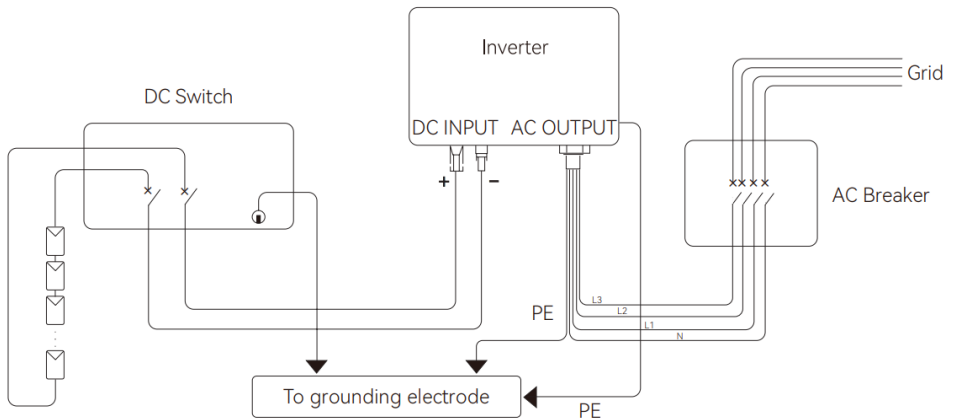 Inverter
Grid
DC Switch
DC INPUT AC OUTPUT
+ −
AC Breaker
L3
PE
L2
L1
N
To grounding electrode
PE